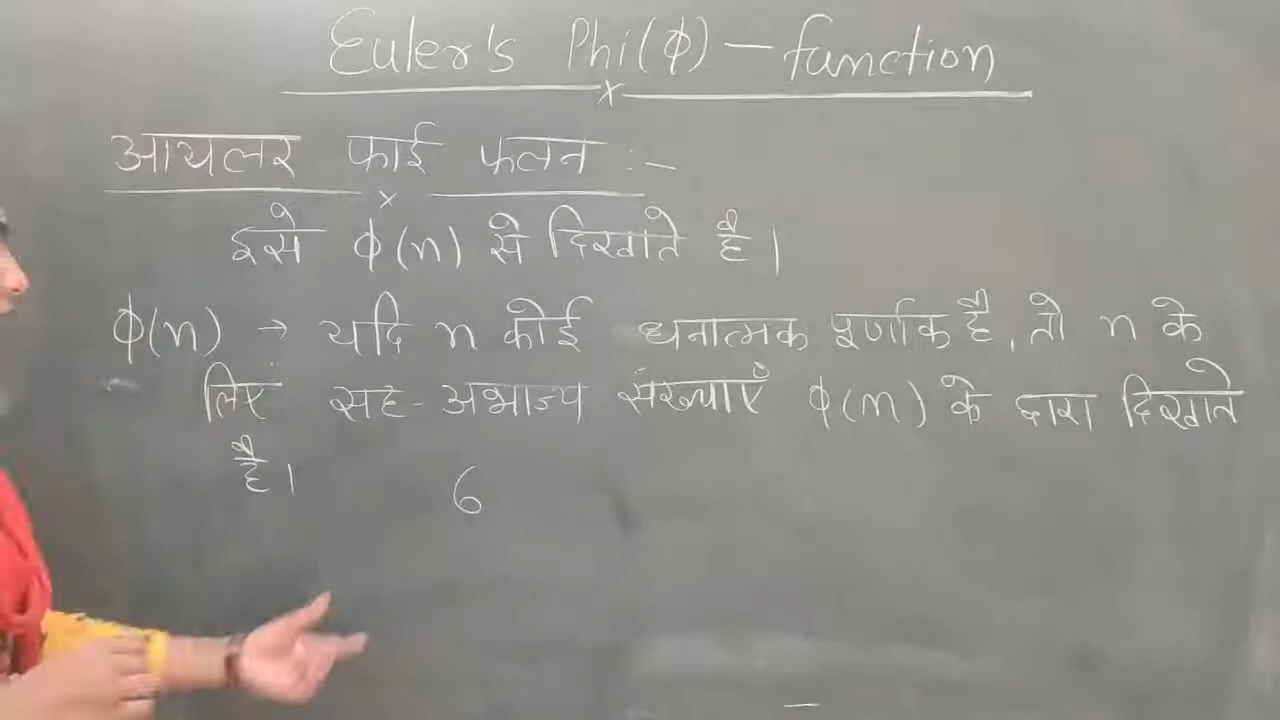 Euler's Phi(ϕ) – function
आयलर फाई फलन :-
इसे ϕ(n) से दिखाते है।
ϕ(n) → यदि n कोई धनात्मक पूर्णाक है, तो n के
लिए सह-अभाज्य संख्याएँ ϕ(n) के द्वारा दिखाते
है। 6